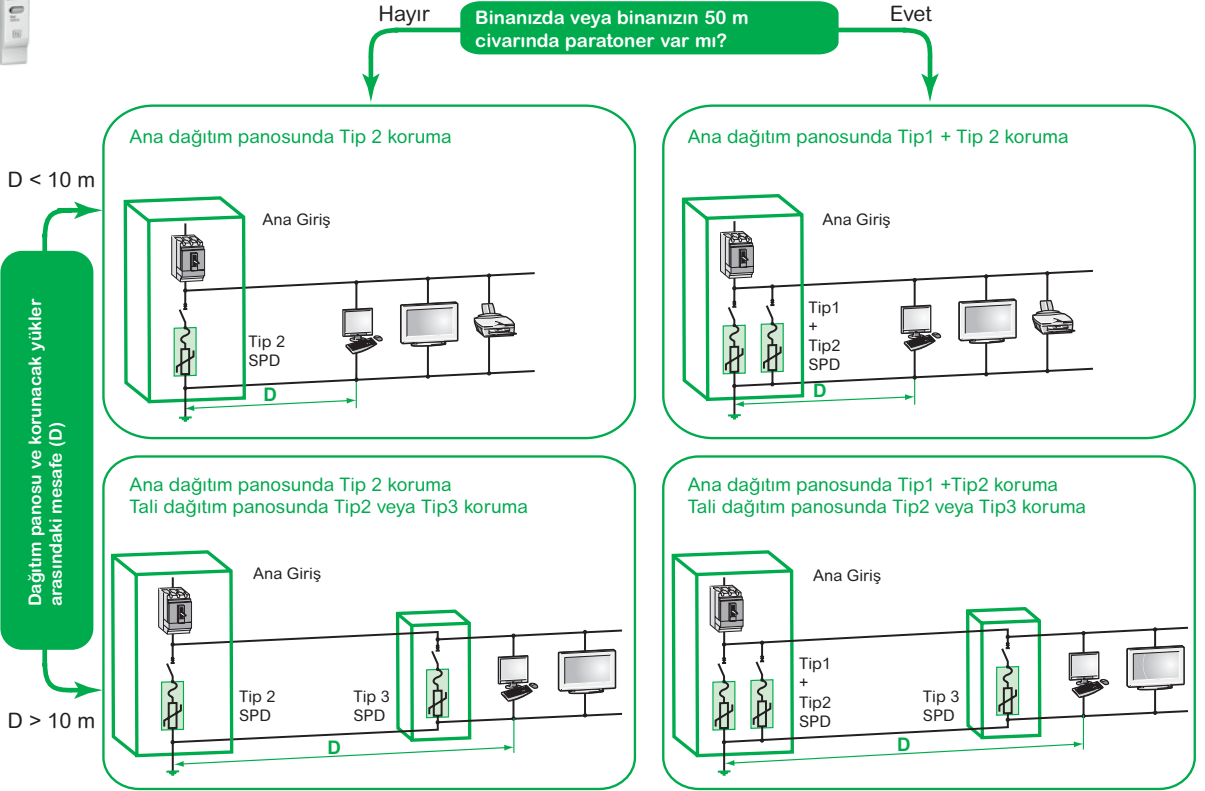 Hayır
Binanızda veya binanızın 50 m
civarında paratoner var mı?
Evet
D < 10 m
Dağıtım panosu ve korunacak yükler
arasındaki mesafe (D)
D > 10 m
Ana dağıtım panosunda Tip 2 koruma
Ana Giriş
Tip 2
SPD
D
Ana dağıtım panosunda Tip1 + Tip 2 koruma
Ana Giriş
Tip1
+
Tip2
SPD
D
Ana dağıtım panosunda Tip 2 koruma
Tali dağıtım panosunda Tip2 veya Tip3 koruma
Ana Giriş
Tip 2
SPD
Tip 3
SPD
D
Ana dağıtım panosunda Tip1 +Tip2 koruma
Tali dağıtım panosunda Tip2 veya Tip3 koruma
Ana Giriş
Tip1
+
Tip2
SPD
Tip 3
SPD
D